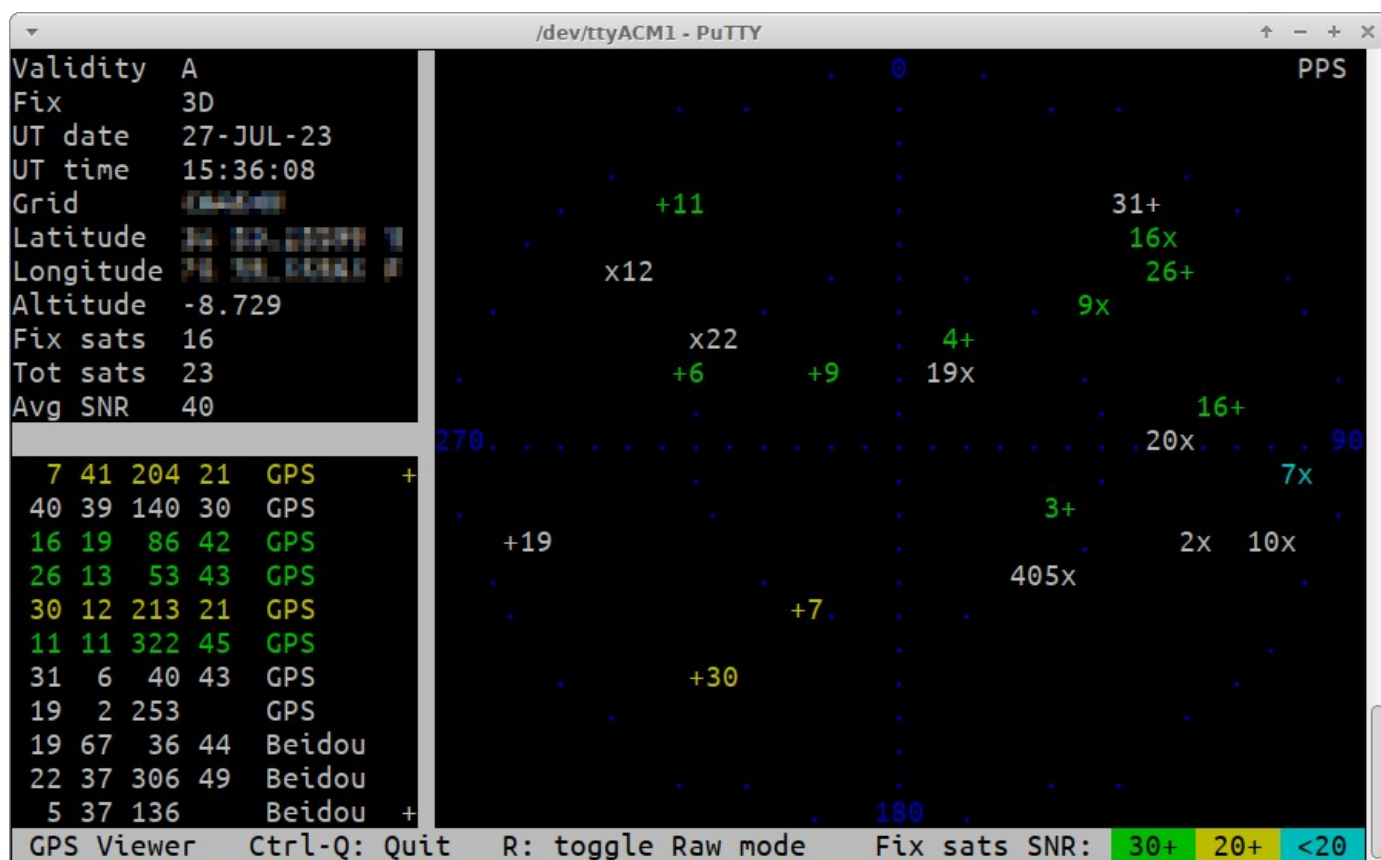 /dev/ttyACM1 - PuTTY
Validity A
Fix 3D
UT date 27-JUL-23
UT time 15:36:08
Grid
Latitude
Longitude
Altitude -8.729
Fix sats 16
Tot sats 23
Avg SNR 40
7 41 204 21 GPS +
40 39 140 30 GPS
16 19 86 42 GPS
26 13 53 43 GPS
30 12 213 21 GPS
11 11 322 45 GPS
31 6 40 43 GPS
19 2 253 GPS
19 67 36 44 Beidou
22 37 306 49 Beidou
5 37 136 Beidou +
0 PPS
+11 31+
16x
x12 26+
9x
x22 4+
+6 +9 19x
16+
270 20x 90
7x
3+
+19 2x 10x
405x
+7
+30
180
GPS Viewer Ctrl-Q: Quit R: toggle Raw mode Fix sats SNR: 30+ 20+ <20